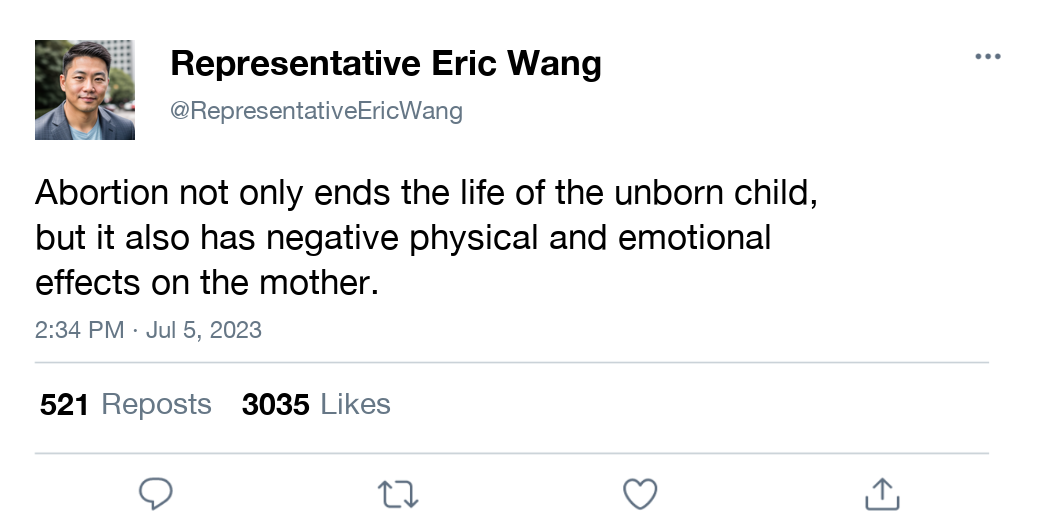 Representative Eric Wang
@RepresentativeEricWang
Abortion not only ends the life of the unborn child,
but it also has negative physical and emotional
effects on the mother.
2:34 PM · Jul 5, 2023
521 Reposts 3035 Likes